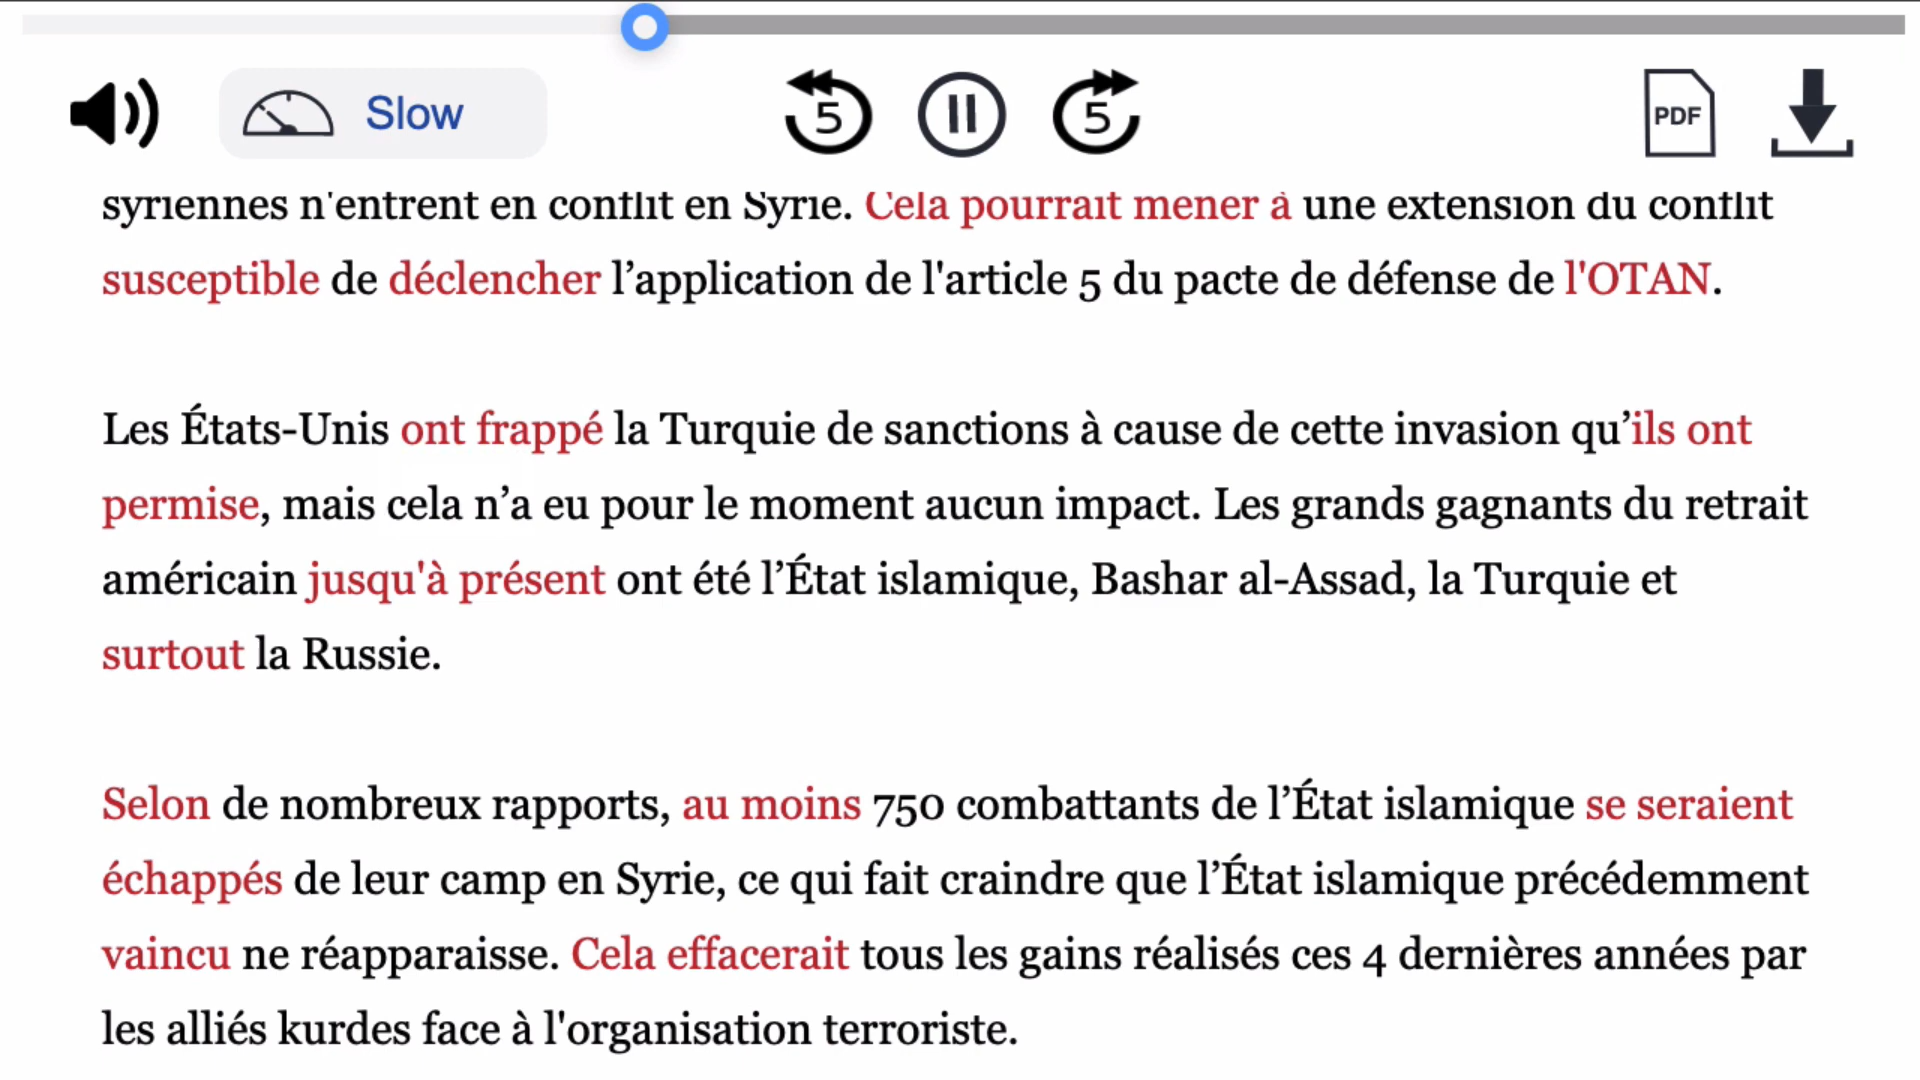 Slow
5
5
PDF
syriennes n'entrent en conflit en Syrie. Cela pourrait mener à une extension du conflit
susceptible de déclencher l’application de l'article 5 du pacte de défense de l'OTAN.
Les États-Unis ont frappé la Turquie de sanctions à cause de cette invasion qu’ils ont
permise, mais cela n’a eu pour le moment aucun impact. Les grands gagnants du retrait
américain jusqu'à présent ont été l’État islamique, Bashar al-Assad, la Turquie et
surtout la Russie.
Selon de nombreux rapports, au moins 750 combattants de l’État islamique se seraient
échappés de leur camp en Syrie, ce qui fait craindre que l’État islamique précédemment
vaincu ne réapparaisse. Cela effacerait tous les gains réalisés ces 4 dernières années par
les alliés kurdes face à l'organisation terroriste.